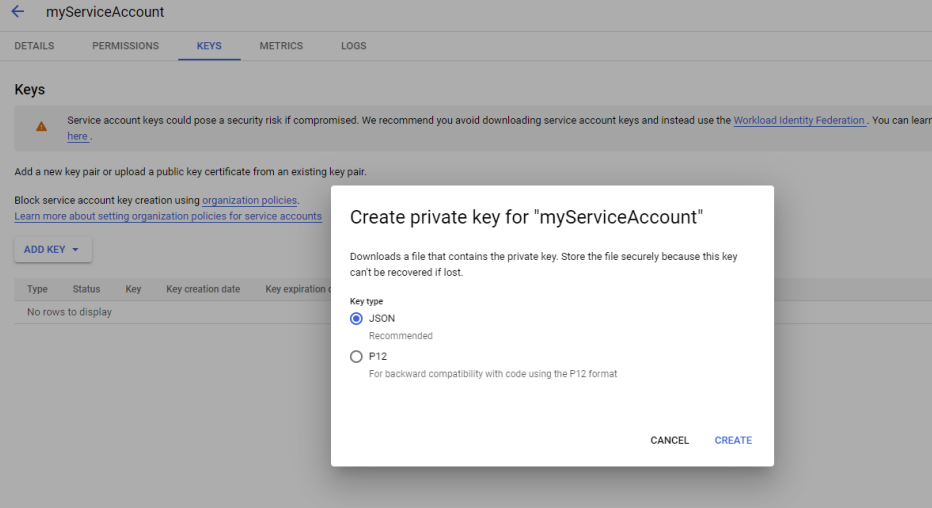 myServiceAccount
DETAILS PERMISSIONS KEYS METRICS LOGS
Keys
Service account keys could pose a security risk if compromised. We recommend you avoid downloading service account keys and instead use the Workload Identity Federation . You can learn
here .
Add a new key pair or upload a public key certificate from an existing key pair.
Block service account key creation using organization policies.
Learn more about setting organization policies for service accounts
ADD KEY
Type Status Key Key creation date Key expiration
No rows to display
Create private key for "myServiceAccount"
Downloads a file that contains the private key. Store the file securely because this key
can't be recovered if lost.
Key type
JSON
Recommended
P12
For backward compatibility with code using the P12 format
CANCEL CREATE